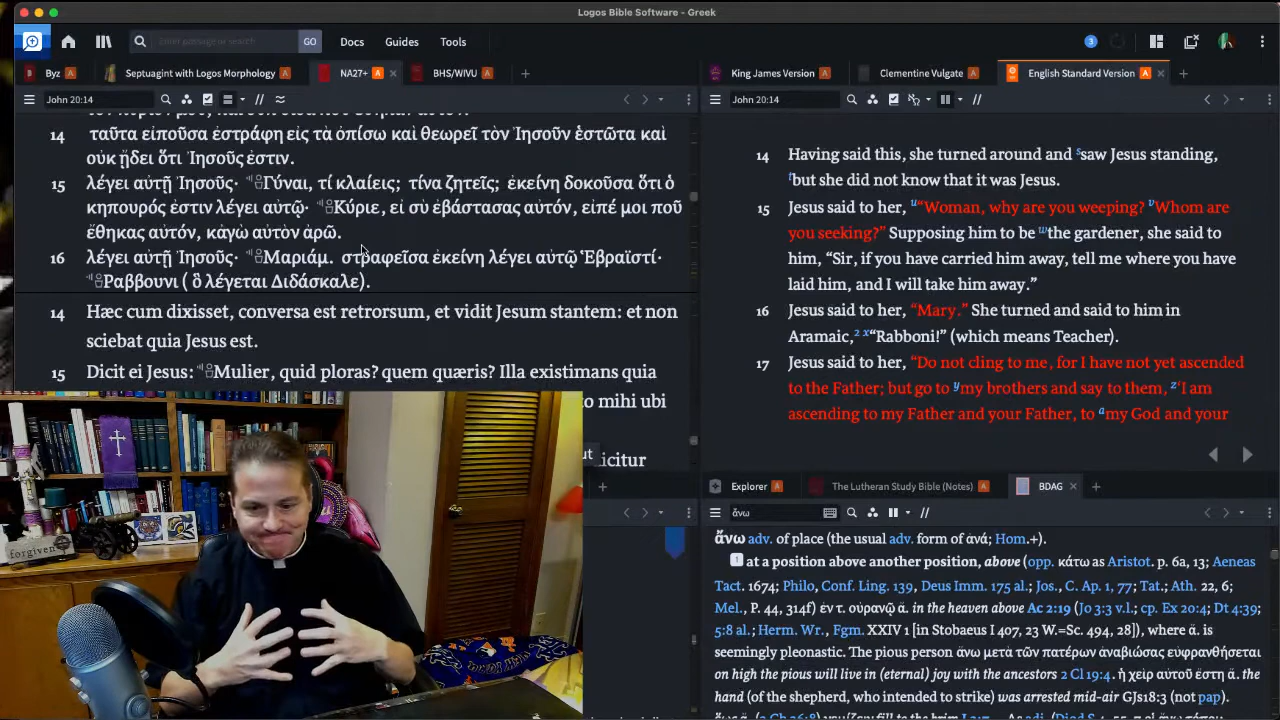 Logos Bible Software - Greek
Enter passage or search GO Docs Guides Tools 3
Byz A Septuagint with Logos Morphology A NA27+ A BHS/WIVU A
King James Version A Clementine Vulgate A English Standard Version A
John 20:14
14 ταῦτα εἰποῦσα ἐστράφη εἰς τὰ ὀπίσω καὶ θεωρεῖ τὸν Ἰησοῦν ἑστῶτα καὶ
οὐκ ᾔδει ὅτι Ἰησοῦς ἐστιν.
15 λέγει αὐτῇ Ἰησοῦς· Γύναι, τί κλαίεις; τίνα ζητεῖς; ἐκείνη δοκοῦσα ὅτι ὁ
κηπουρός ἐστιν λέγει αὐτῷ· Κύριε, εἰ σὺ ἐβάστασας αὐτόν, εἰπέ μοι ποῦ
ἔθηκας αὐτόν, κἀγὼ αὐτὸν ἀρῶ.
16 λέγει αὐτῇ Ἰησοῦς· Μαριάμ. στραφεῖσα ἐκείνη λέγει αὐτῷ Ἑβραϊστί·
Ραββουνι ( ὃ λέγεται Διδάσκαλε).
14 Hæc cum dixisset, conversa est retrorsum, et vidit Jesum stantem: et non
sciebat quia Jesus est.
15 Dicit ei Jesus: Mulier, quid ploras? quem quæris? Illa existimans quia
to mihi ubi
icitur
forgiven
John 20:14
14 Having said this, she turned around and s saw Jesus standing,
t but she did not know that it was Jesus.
15 Jesus said to her, u “Woman, why are you weeping? v Whom are
you seeking?” Supposing him to be w the gardener, she said to
him, “Sir, if you have carried him away, tell me where you have
laid him, and I will take him away.”
16 Jesus said to her, “Mary.” She turned and said to him in
Aramaic, 2 x “Rabboni!” (which means Teacher).
17 Jesus said to her, “Do not cling to me, for I have not yet ascended
to the Father; but go to y my brothers and say to them, z ‘I am
ascending to my Father and your Father, to a my God and your
Explorer A The Lutheran Study Bible (Notes) A BDAG
ἄνω
ἄνω adv. of place (the usual adv. form of ἀνά; Hom.+).
1 at a position above another position, above (opp. κάτω as Aristot. p. 6a, 13; Aeneas
Tact. 1674; Philo, Conf. Ling. 139, Deus Imm. 175 al.; Jos., C. Ap. 1, 77; Tat.; Ath. 22, 6;
Mel., P. 44, 314f) ἐν τ. οὐρανῷ ἄ. in the heaven above Ac 2:19 (Jo 3:3 v.l.; cp. Ex 20:4; Dt 4:39;
5:8 al.; Herm. Wr., Fgm. XXIV 1 [in Stobaeus I 407, 23 W.=Sc. 494, 28]), where ἄ. is
seemingly pleonastic. The pious person ἄνω μετὰ τῶν πατέρων ἀναβιώσας εὐφρανθήσεται
on high the pious will live in (eternal) joy with the ancestors 2 Cl 19:4. ἡ χεὶρ αὐτοῦ ἔστη ἄ. the
hand (of the shepherd, who intended to strike) was arrested mid-air GJs18:3 (not pap).